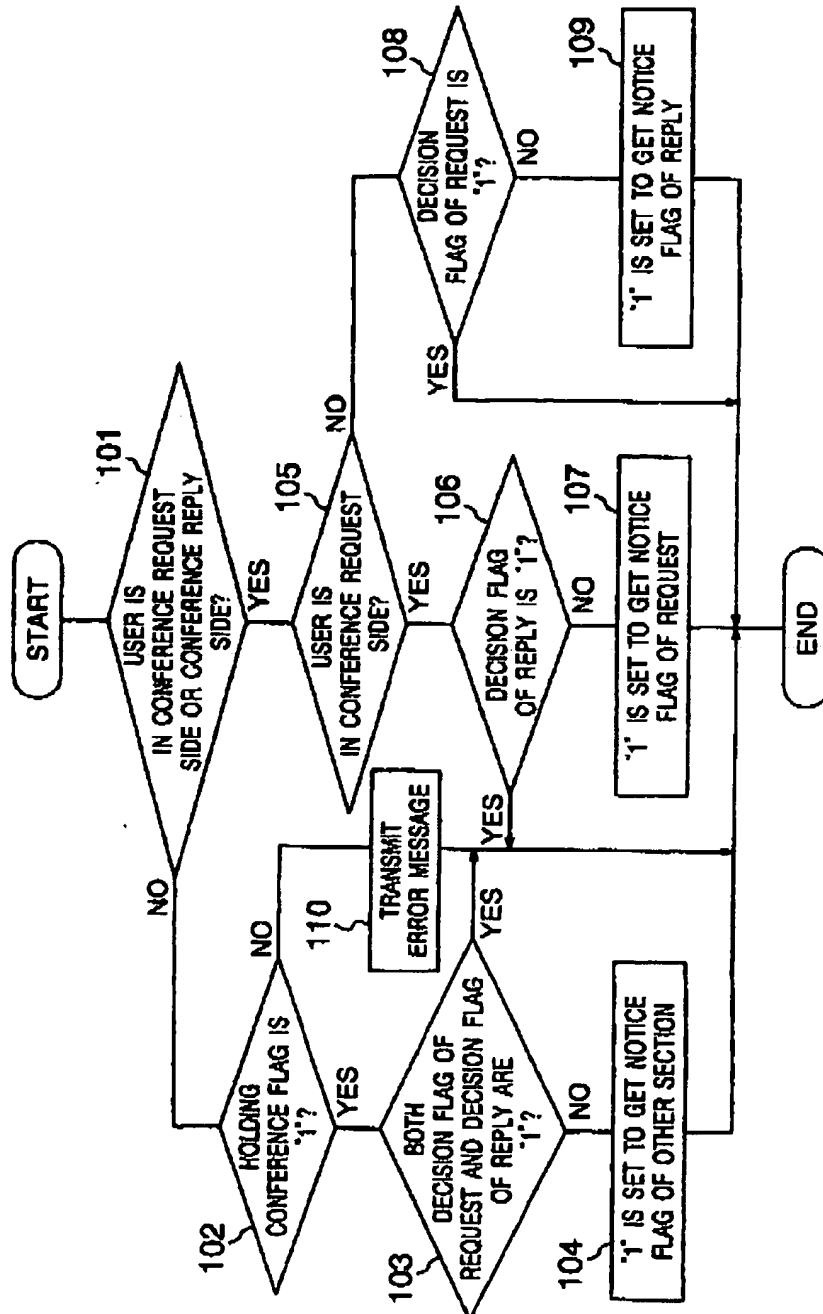 START
101
USER IS
IN CONFERENCE REQUEST
SIDE OR CONFERENCE REPLY
SIDE?
NO
YES
102
HOLDING
CONFERENCE FLAG IS
"1"?
NO
YES
105
USER IS
IN CONFERENCE REQUEST
SIDE?
NO
YES
110
TRANSMIT
ERROR MESSAGE
103
BOTH
DECISION FLAG OF
REQUEST AND DECISION FLAG
OF REPLY ARE
"1"?
YES
NO
106
DECISION FLAG
OF REPLY IS "1"?
YES
NO
108
DECISION
FLAG OF REQUEST IS
"1"?
YES
NO
104
"1" IS SET TO GET NOTICE
FLAG OF OTHER SECTION
107
"1" IS SET TO GET NOTICE
FLAG OF REQUEST
109
"1" IS SET TO GET NOTICE
FLAG OF REPLY
END